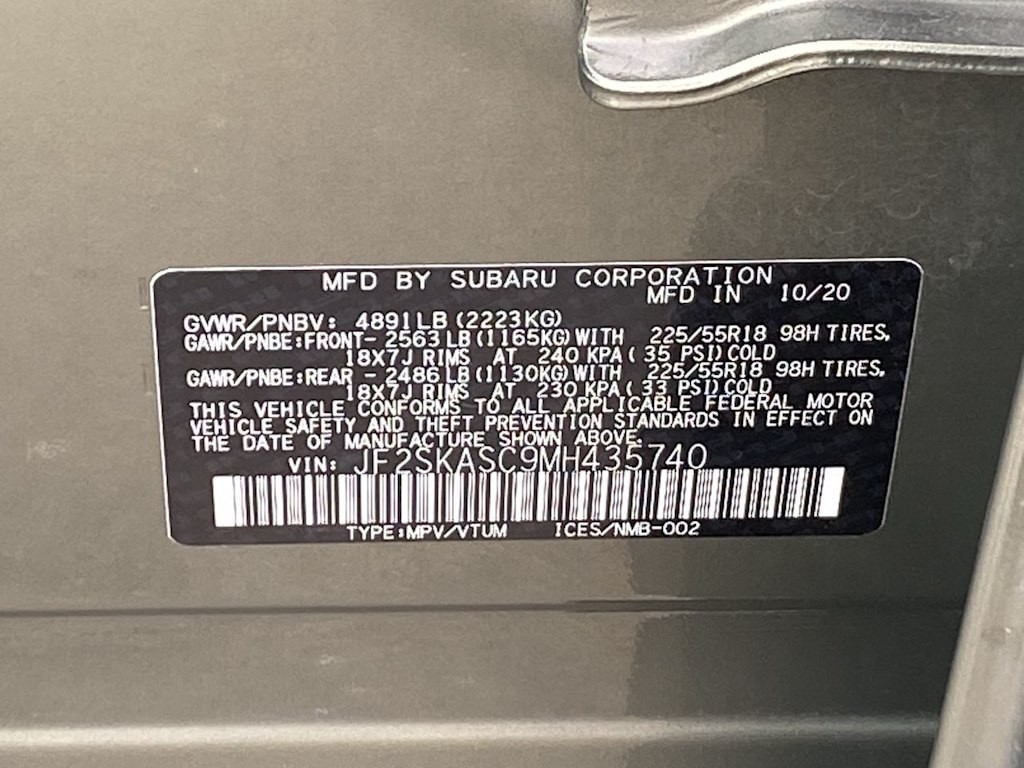 MFD BY SUBARU CORPORATION
MFD IN 10/20
GVWR/PNBV: 4891LB(2223KG)
GAWR/PNBE:FRONT- 2563LB(1165KG)WITH 225/55R18 98H TIRES,
18X7J RIMS AT 240 KPA( 35 PSI)COLD
GAWR/PNBE:REAR - 2486LB(1130KG)WITH 225/55R18 98H TIRES,
18X7J RIMS AT 230 KPA( 33 PSI)COLD
THIS VEHICLE CONFORMS TO ALL APPLICABLE FEDERAL MOTOR
VEHICLE SAFETY AND THEFT PREVENTION STANDARDS IN EFFECT ON
THE DATE OF MANUFACTURE SHOWN ABOVE.
VIN: JF2SKASC9MH435740
TYPE:MPV/VTUM ICES/NMB-002